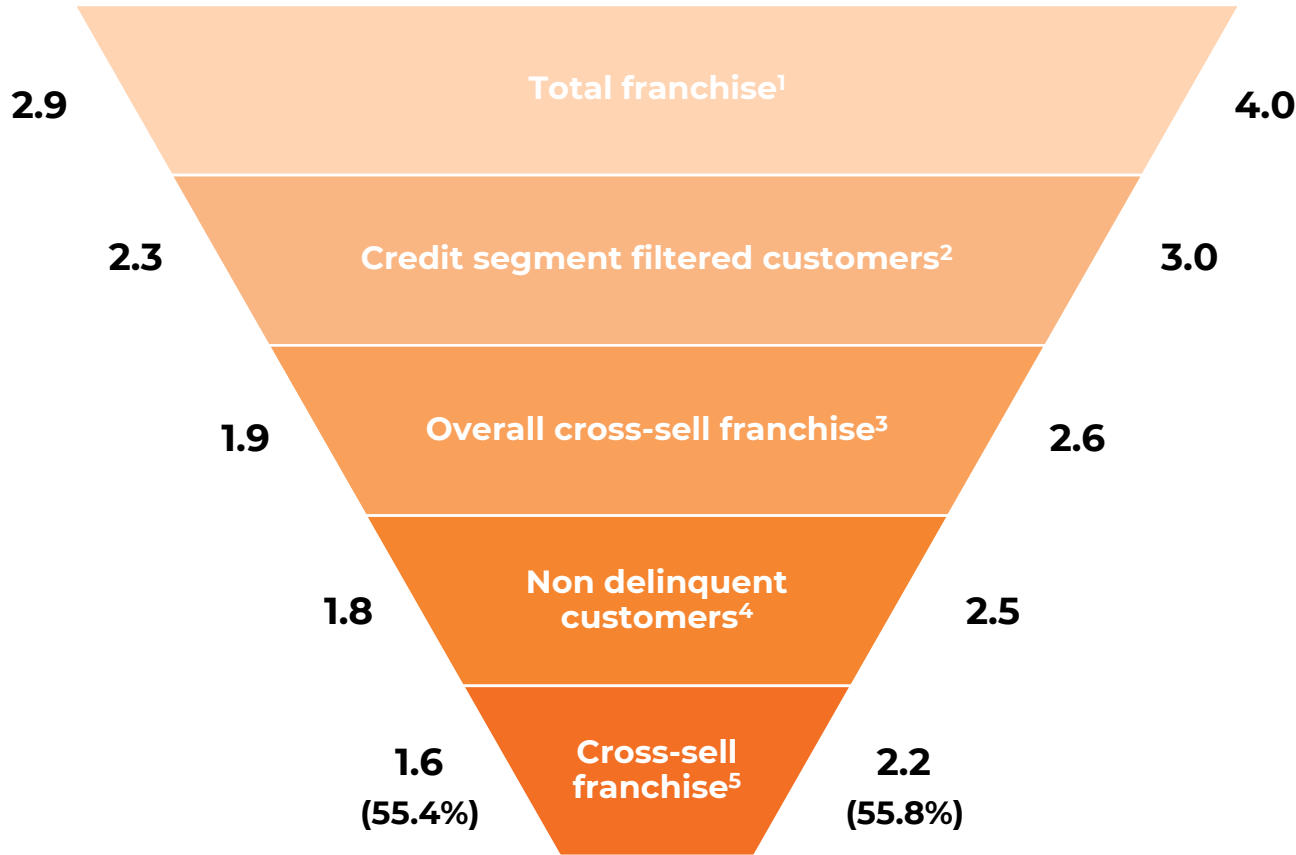 Total franchise¹
2.9
4.0
Credit segment filtered customers²
2.3
3.0
Overall cross-sell franchise³
1.9
2.6
Non delinquent
customers⁴
1.8
2.5
Cross-sell
franchise⁵
1.6
(55.4%)
2.2
(55.8%)